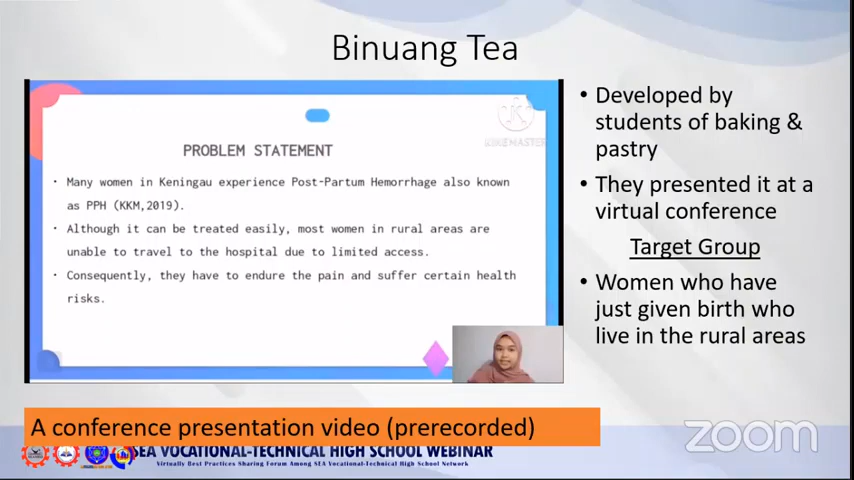 Binuang Tea
KINEMASTER
PROBLEM STATEMENT
• Many women in Keningau experience Post-Partum Hemorrhage also known
as PPH (KKM,2019).
• Although it can be treated easily, most women in rural areas are
unable to travel to the hospital due to limited access.
• Consequently, they have to endure the pain and suffer certain health
risks.
• Developed by
students of baking &
pastry
• They presented it at a
virtual conference
Target Group
• Women who have
just given birth who
live in the rural areas
A conference presentation video (prerecorded)
zoom
SEA VOCATIONAL-TECHNICAL HIGH SCHOOL WEBINAR
Virtually Best Practices Sharing Forum Among SEA Vocational-Technical High School Network